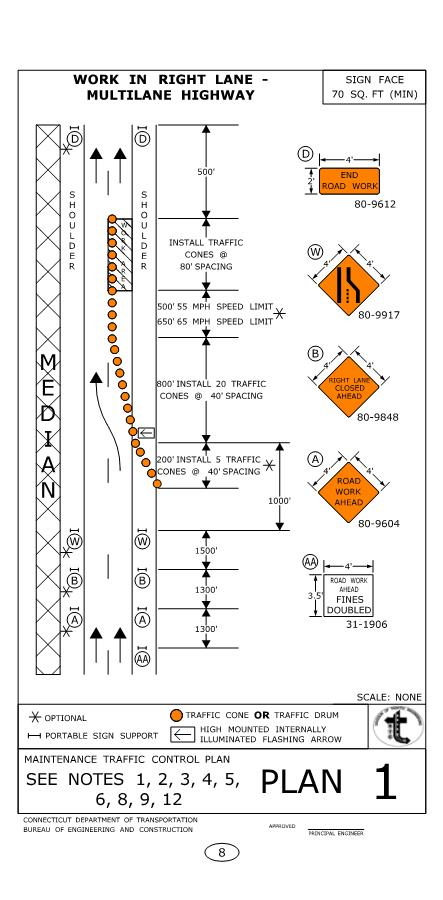 WORK IN RIGHT LANE -
MULTILANE HIGHWAY
SIGN FACE
70 SQ. FT (MIN)
D
D
SHOULDER
SHOULDER
WORK AREA
500'
INSTALL TRAFFIC
CONES @
80' SPACING
500' 55 MPH SPEED LIMIT
650' 65 MPH SPEED LIMIT
MEDIAN
800' INSTALL 20 TRAFFIC
CONES @ 40' SPACING
200' INSTALL 5 TRAFFIC
CONES @ 40' SPACING
1000'
W
W
1500'
B
B
1300'
A
A
1300'
AA
D
4'
2'
END
ROAD WORK
80-9612
W
4'
4'
80-9917
B
4'
4'
RIGHT LANE
CLOSED
AHEAD
80-9848
A
4'
4'
ROAD
WORK
AHEAD
80-9604
AA
4'
3.5'
ROAD WORK
AHEAD
FINES
DOUBLED
31-1906
SCALE: NONE
OPTIONAL
TRAFFIC CONE OR TRAFFIC DRUM
PORTABLE SIGN SUPPORT
HIGH MOUNTED INTERNALLY
ILLUMINATED FLASHING ARROW
MAINTENANCE TRAFFIC CONTROL PLAN
SEE NOTES 1, 2, 3, 4, 5,
6, 8, 9, 12
PLAN 1
CONNECTICUT DEPARTMENT OF TRANSPORTATION
BUREAU OF ENGINEERING AND CONSTRUCTION
APPROVED
PRINCIPAL ENGINEER
8